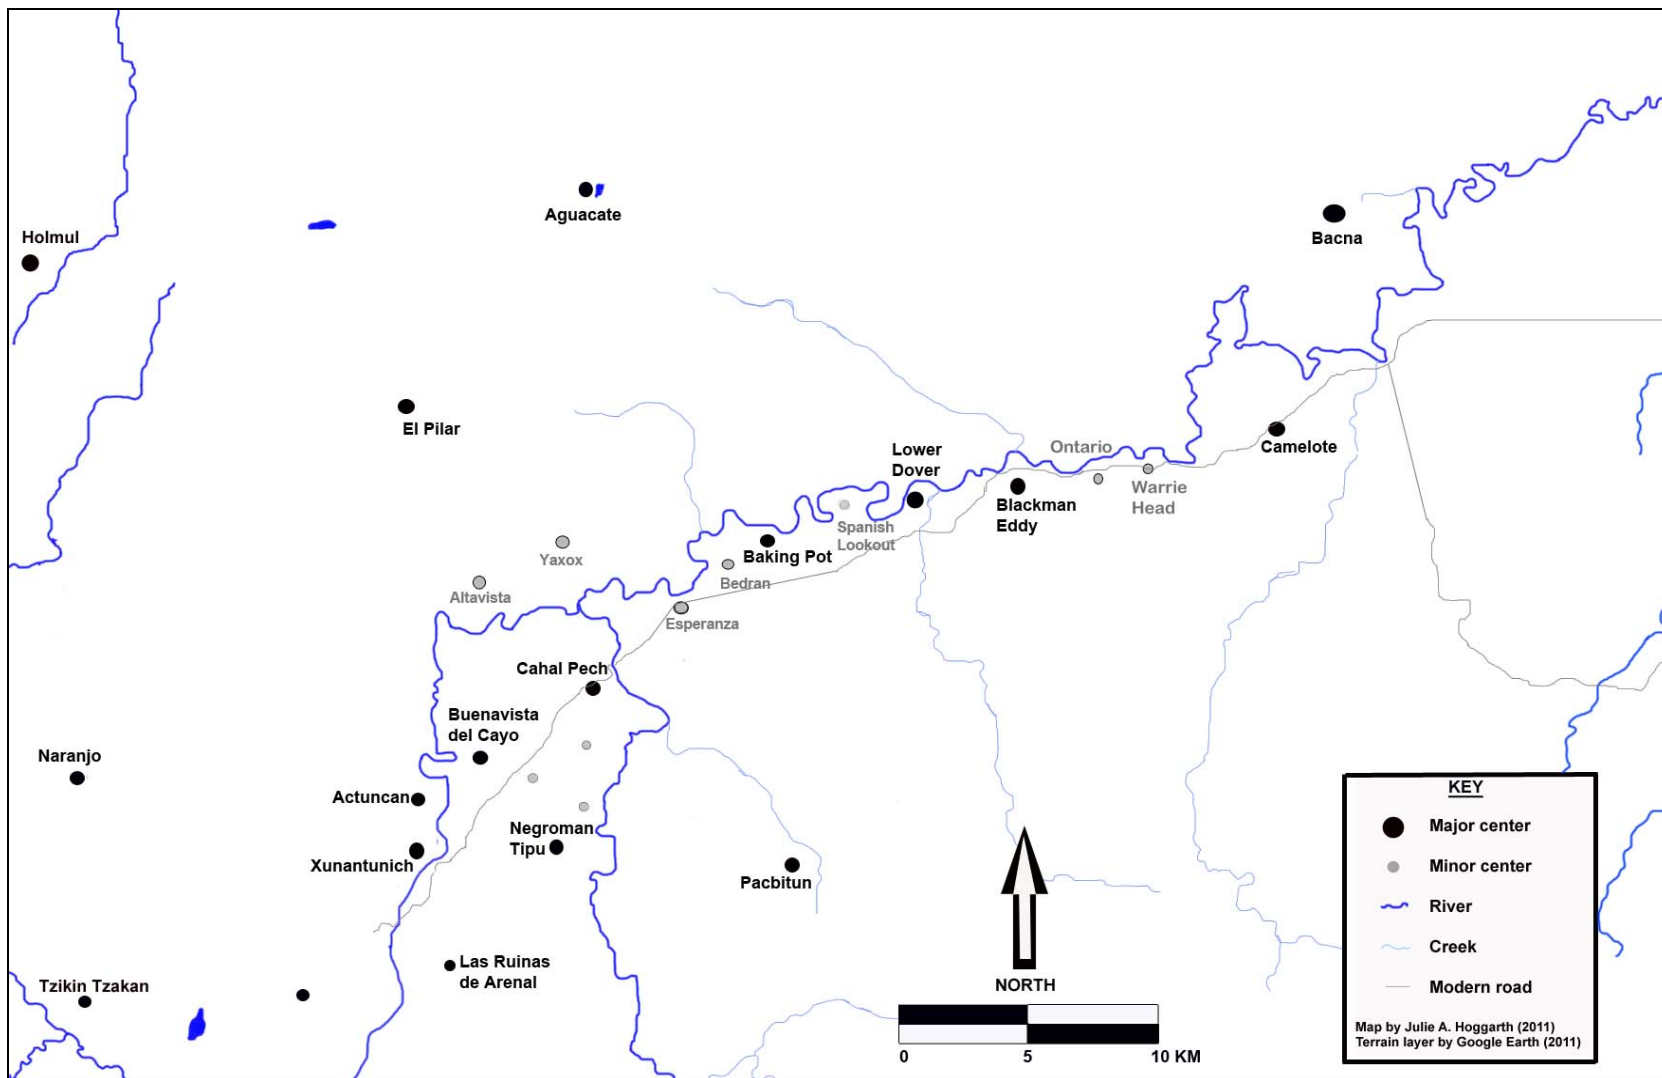 Aguacate
Holmul
Bacna
El Pilar
Camelote
Lower
Dover
Ontario
Blackman
Eddy
Warrie
Head
Spanish
Lookout
Baking Pot
Yaxox
Bedran
Altavista
Esperanza
Cahal Pech
Buenavista
del Cayo
Naranjo
Actuncan
Negroman
Tipu
Xunantunich
Pacbitun
Las Ruinas
de Arenal
Tzikin Tzakan
NORTH
0 5 10 KM
KEY
Major center
Minor center
River
Creek
Modern road
Map by Julie A. Hoggarth (2011)
Terrain layer by Google Earth (2011)